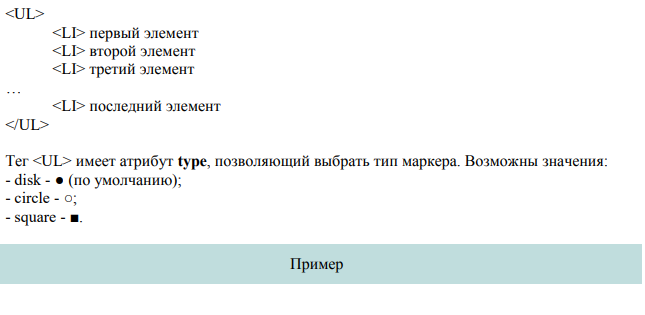 <UL>
<LI> первый элемент
<LI> второй элемент
<LI> третий элемент
…
<LI> последний элемент
</UL>
Тег <UL> имеет атрибут type, позволяющий выбрать тип маркера. Возможны значения:
- disk - ● (по умолчанию);
- circle - ○;
- square - ■.
Пример